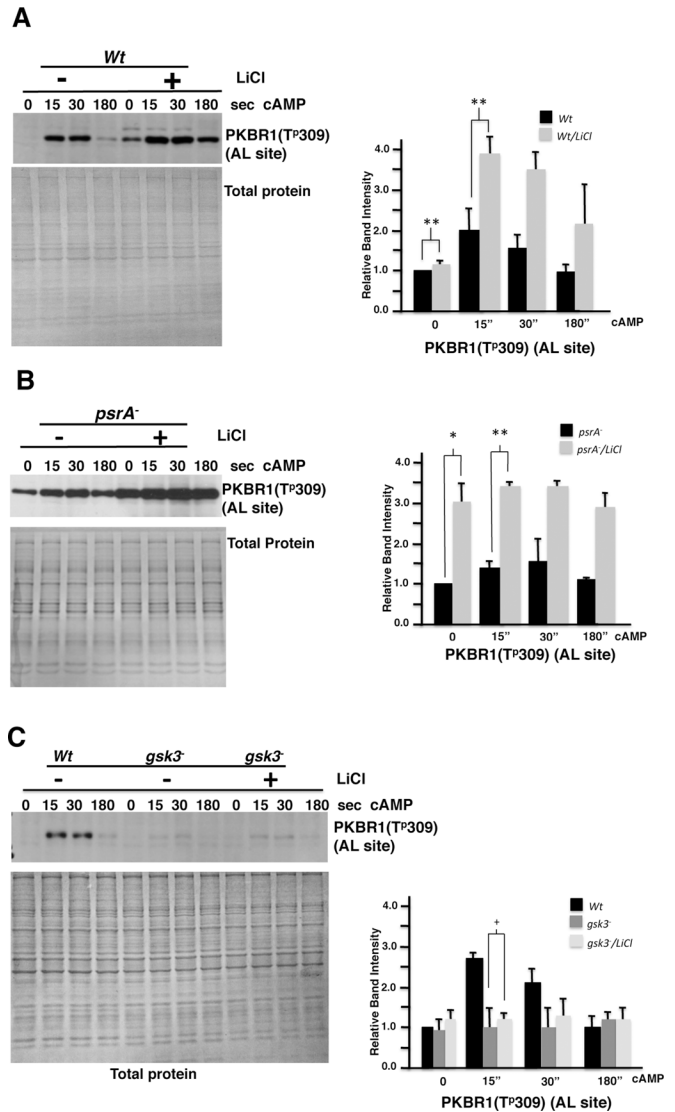 A
Wt
- +
LiCl
0 15 30 180 0 15 30 180
sec cAMP
PKBR1(Tᵖ309)
(AL site)
Total protein
Wt
Wt/LiCl
**
**
Relative Band Intensity
4.0
3.0
2.0
1.0
0.0
0 15” 30” 180” cAMP
PKBR1(Tᵖ309) (AL site)
B
psrA⁻
- +
LiCl
0 15 30 180 0 15 30 180
sec cAMP
PKBR1(Tᵖ309)
(AL site)
Total Protein
psrA⁻
psrA⁻/LiCl
* **
Relative Band Intensity
4.0
3.0
2.0
1.0
0.0
0 15” 30” 180” cAMP
PKBR1(Tᵖ309) (AL site)
C
Wt gsk3⁻ gsk3⁻
- - +
LiCl
0 15 30 180 0 15 30 180 0 15 30 180
sec cAMP
PKBR1(Tᵖ309)
(AL site)
Total protein
Wt
gsk3⁻
gsk3⁻/LiCl
+
Relative Band Intensity
4.0
3.0
2.0
1.0
0.0
0 15” 30” 180” cAMP
PKBR1(Tᵖ309) (AL site)